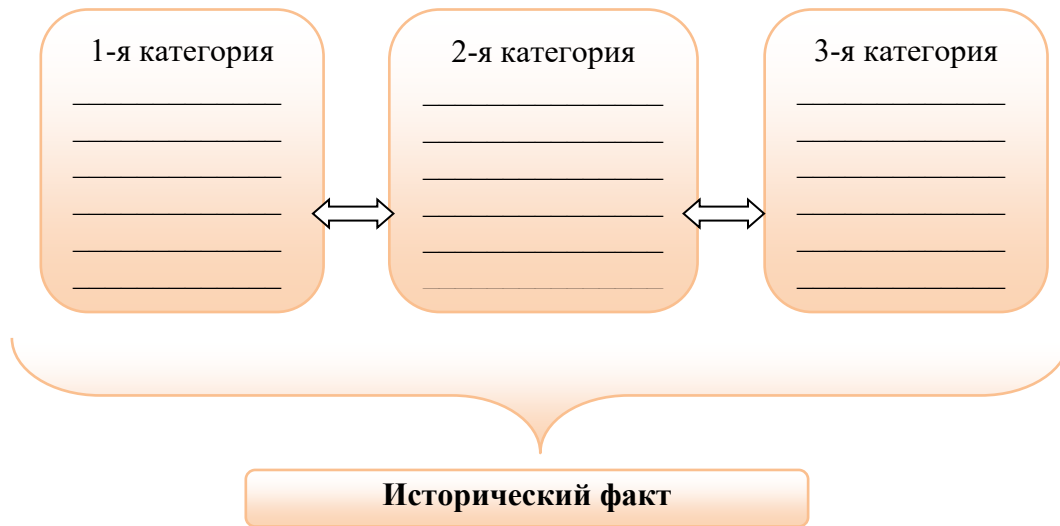 1-я категория
2-я категория
3-я категория
Исторический факт